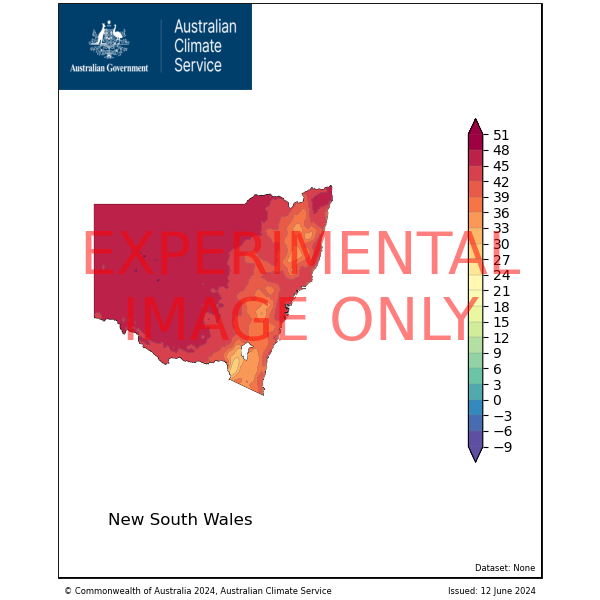 Australian Government
Australian
Climate
Service
51
48
45
42
39
36
33
30
27
24
21
18
15
12
9
6
3
0
−3
−6
−9
EXPERIMENTAL
IMAGE ONLY
New South Wales
Dataset: None
© Commonwealth of Australia 2024, Australian Climate Service
Issued: 12 June 2024